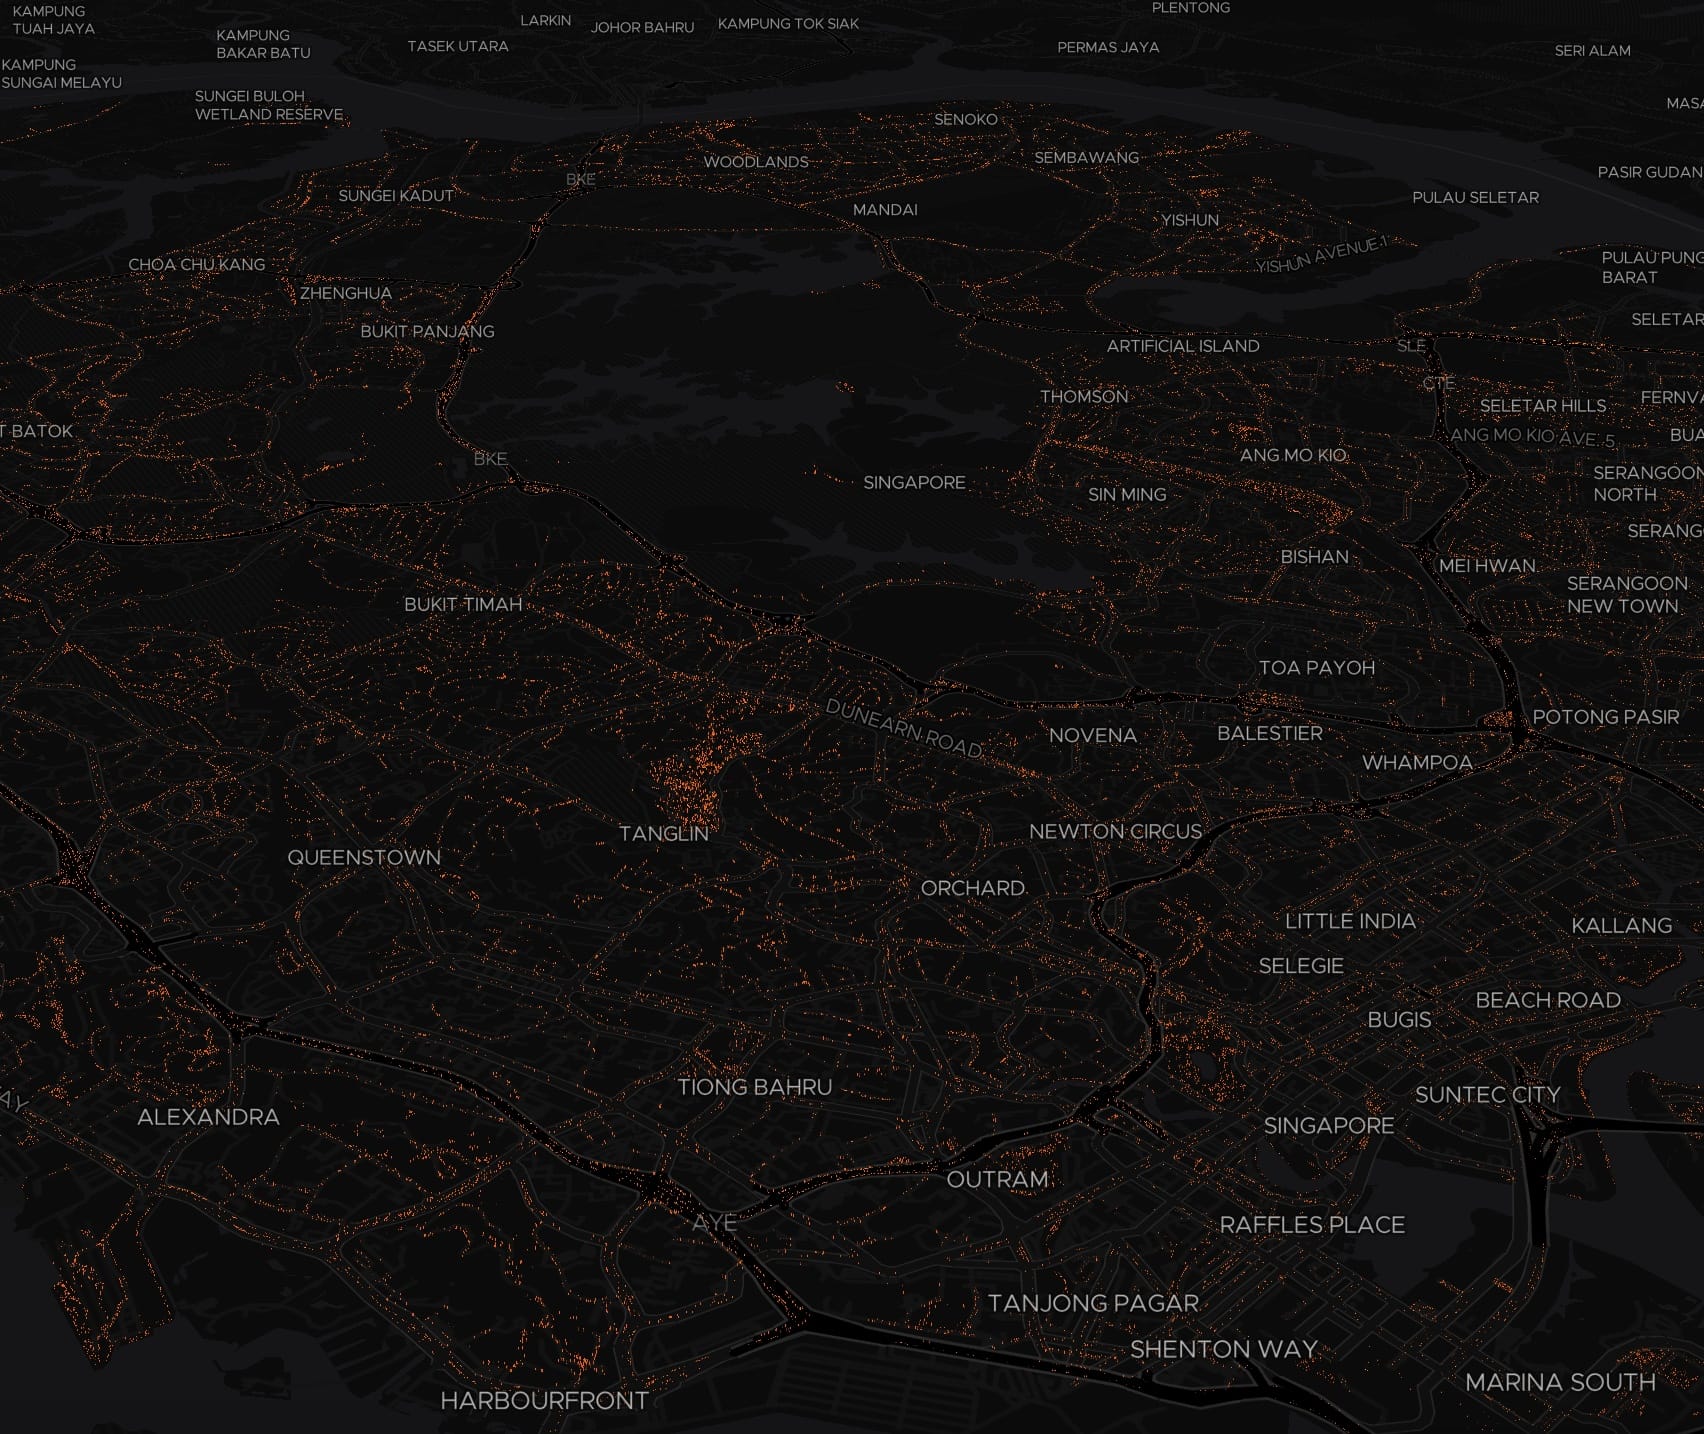 KAMPUNG
TUAH JAYA
KAMPUNG
BAKAR BATU
TASEK UTARA
LARKIN
JOHOR BAHRU
KAMPUNG TOK SIAK
PLENTONG
PERMAS JAYA
SERI ALAM
KAMPUNG
SUNGAI MELAYU
SUNGEI BULOH
WETLAND RESERVE
MASA
SENOKO
WOODLANDS
SEMBAWANG
BKE
PASIR GUDAN
SUNGEI KADUT
MANDAI
YISHUN
PULAU SELETAR
YISHUN AVENUE 1
CHOA CHU KANG
PULAU PUNG
BARAT
ZHENGHUA
BUKIT PANJANG
SELETAR
ARTIFICIAL ISLAND
SLE
CTE
THOMSON
SELETAR HILLS
FERNVA
T BATOK
ANG MO KIO AVE. 5
BUA
BKE
ANG MO KIO
SINGAPORE
SIN MING
SERANGOON
NORTH
SERANG
BISHAN
MEI HWAN
SERANGOON
NEW TOWN
BUKIT TIMAH
TOA PAYOH
DUNEARN ROAD
NOVENA
BALESTIER
POTONG PASIR
WHAMPOA
TANGLIN
NEWTON CIRCUS
QUEENSTOWN
ORCHARD
LITTLE INDIA
KALLANG
SELEGIE
BEACH ROAD
BUGIS
TIONG BAHRU
SUNTEC CITY
AY
ALEXANDRA
SINGAPORE
OUTRAM
AYE
RAFFLES PLACE
TANJONG PAGAR
SHENTON WAY
MARINA SOUTH
HARBOURFRONT